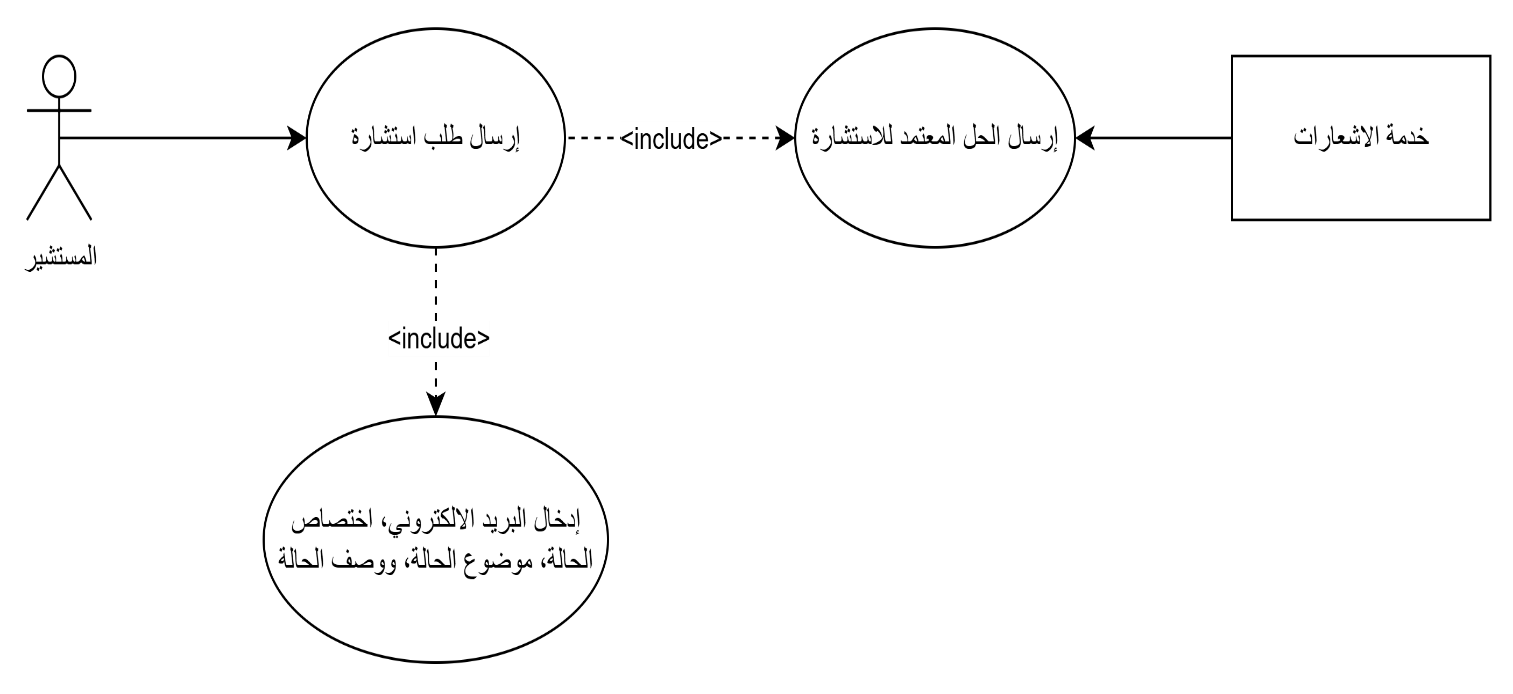 إرسال طلب استشارة
<include>
إرسال الحل المعتمد للاستشارة
خدمة الاشعارات
المستشير
<include>
إدخال البريد الالكتروني، اختصاص
الحالة، موضوع الحالة، ووصف الحالة